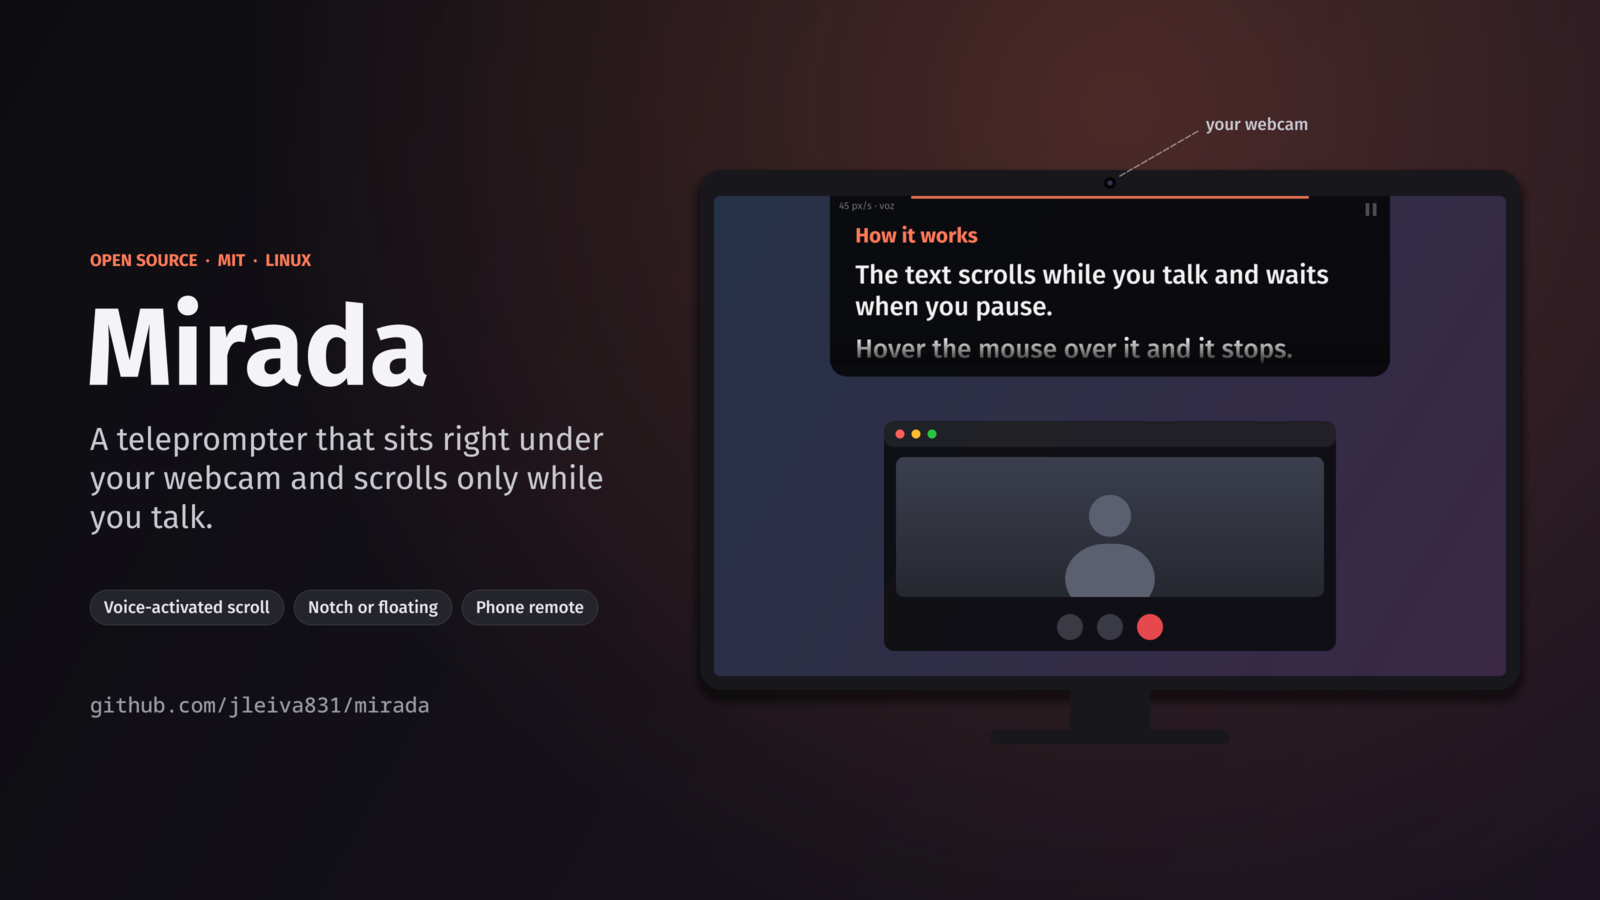 OPEN SOURCE · MIT · LINUX
Mirada
A teleprompter that sits right under
your webcam and scrolls only while
you talk.
Voice-activated scroll
Notch or floating
Phone remote
github.com/jleiva831/mirada
your webcam
45 px/s · voz
How it works
The text scrolls while you talk and waits
when you pause.
Hover the mouse over it and it stops.